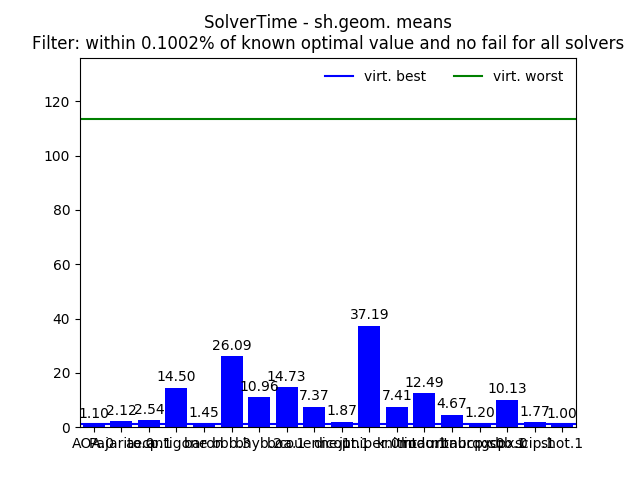 SolverTime - sh.geom. means
Filter: within 0.1002% of known optimal value and no fail for all solvers
virt. best virt. worst
120
100
80
60
40
20
0
1.10 2.12 2.54 14.50 1.45 26.09 10.96 14.73 7.37 1.87 37.19 7.41 12.49 4.67 1.20 10.13 1.77 1.00
shot.1